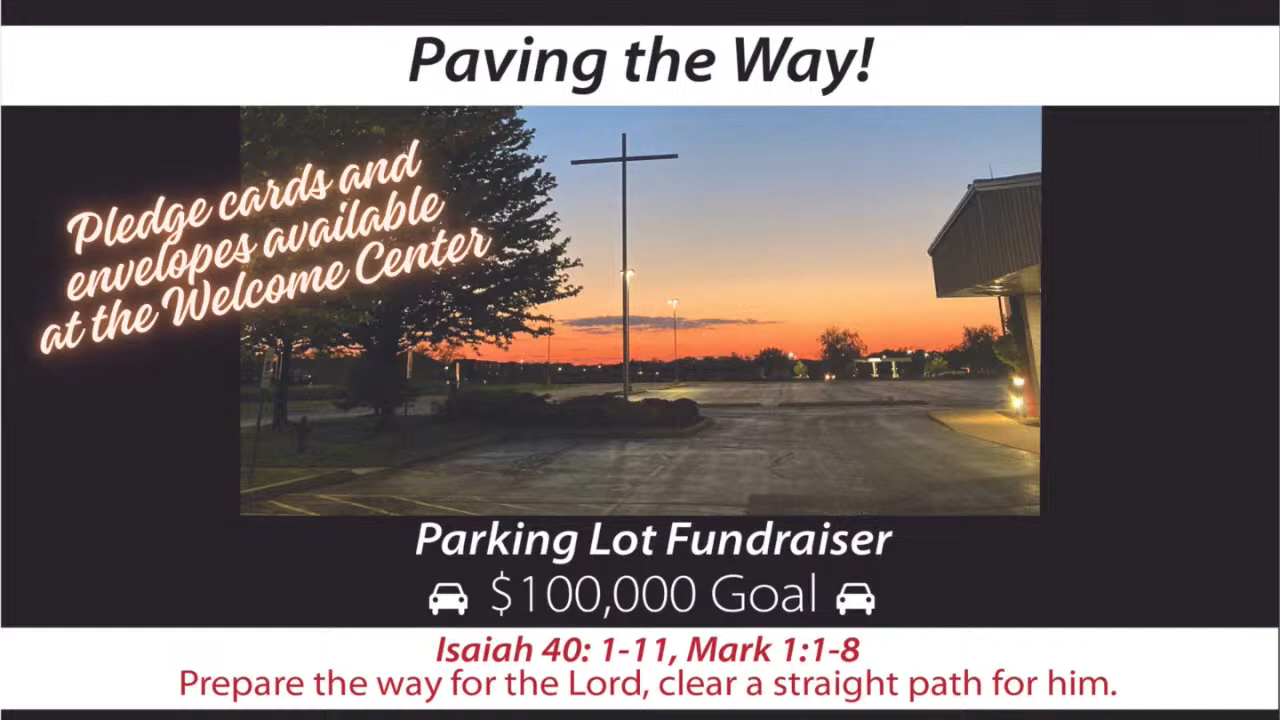 Paving the Way!
Pledge cards and
envelopes available
at the Welcome Center
Parking Lot Fundraiser
$100,000 Goal
Isaiah 40: 1-11, Mark 1:1-8
Prepare the way for the Lord, clear a straight path for him.